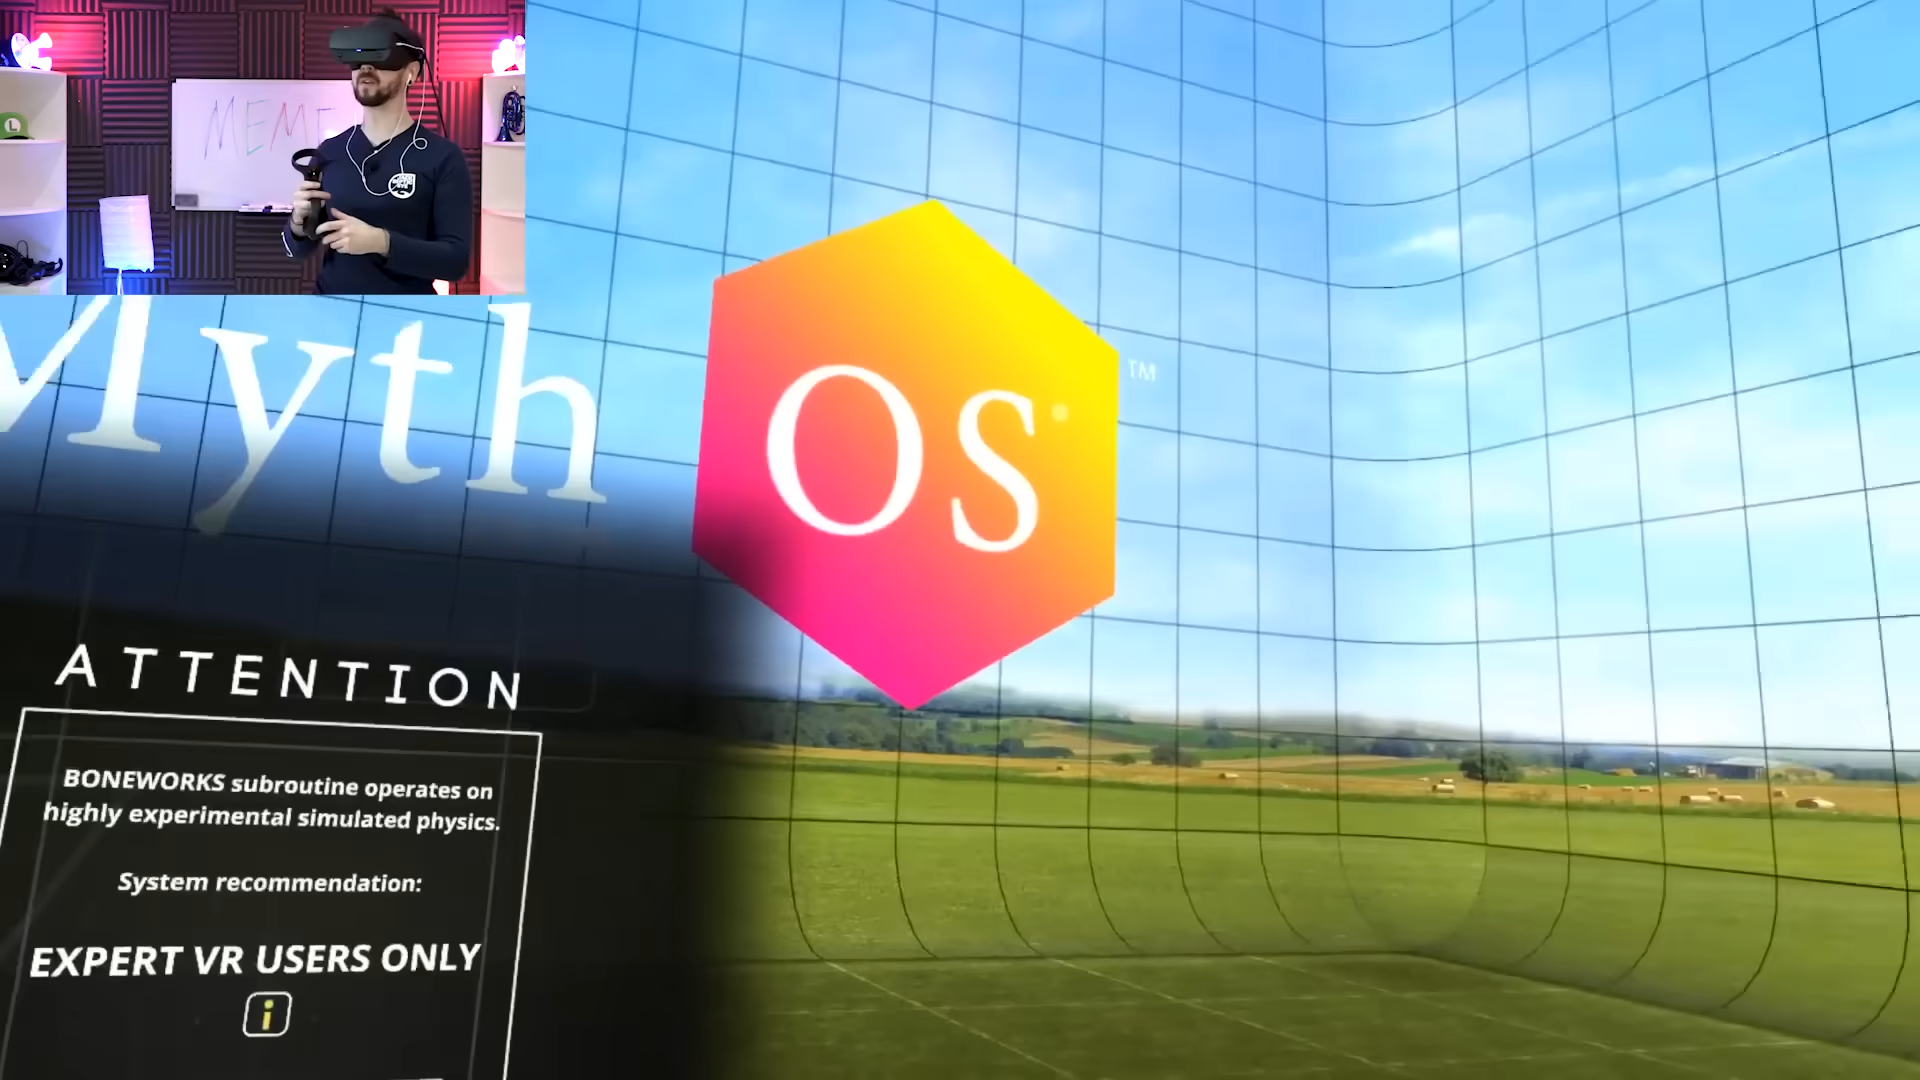 L
MEME
Myth
OS
TM
ATTENTION
BONEWORKS subroutine operates on
highly experimental simulated physics.
System recommendation:
EXPERT VR USERS ONLY
i